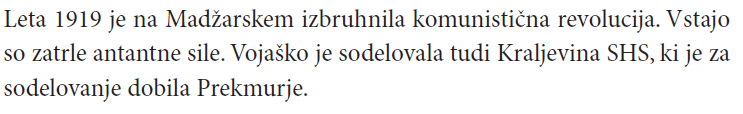 Leta 1919 je na Madžarskem izbruhnila komunistična revolucija. Vstajo
so zatrle antantne sile. Vojaško je sodelovala tudi Kraljevina SHS, ki je za
sodelovanje dobila Prekmurje.